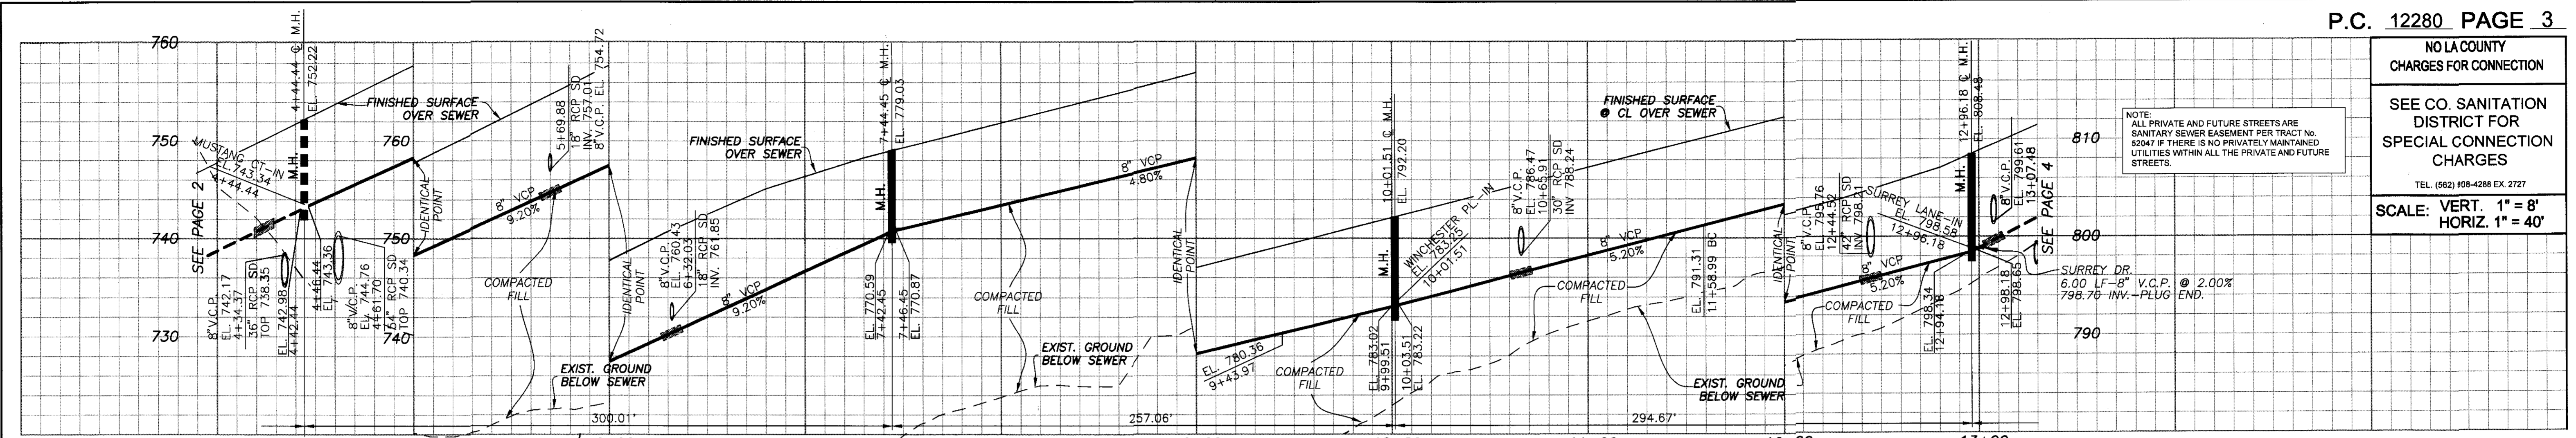 P.C. 12280 PAGE 3
NO LA COUNTY
CHARGES FOR CONNECTION
SEE CO. SANITATION
DISTRICT FOR
SPECIAL CONNECTION
CHARGES
TEL. (562) 908-4288 EX. 2727
SCALE: VERT. 1" = 8'
HORIZ. 1" = 40'
NOTE:
ALL PRIVATE AND FUTURE STREETS ARE
SANITARY SEWER EASEMENT PER TRACT No.
52047 IF THERE IS NO PRIVATELY MAINTAINED
UTILITIES WITHIN ALL THE PRIVATE AND FUTURE
STREETS.
760
750
740
730
SEE PAGE 2
MUSTANG CT-IN
EL. 743.34
4+44.44
M.H.
4+44.44 ℄ M.H.
EL. 752.22
FINISHED SURFACE
OVER SEWER
8" V.C.P.
EL. 742.17
4+34.37
36" RCP SD
TOP 738.35
EL. 742.98
4+42.44
4+46.44
EL. 743.36
8" V.C.P.
EL. 744.76
4+61.70
54" RCP SD
TOP 740.34
760
750
740
IDENTICAL
POINT
8" VCP
9.20%
5+69.88
18" RCP SD
INV. 757.01
8" V.C.P. EL. 754.72
COMPACTED
FILL
EXIST. GROUND
BELOW SEWER
IDENTICAL
POINT
8" V.C.P.
EL. 760.43
6+32.03
18" RCP SD
INV. 761.85
8" VCP
9.20%
FINISHED SURFACE
OVER SEWER
M.H.
7+44.45 ℄ M.H.
EL. 779.03
EL. 770.59
7+42.45
7+46.45
EL. 770.87
8" VCP
4.80%
COMPACTED
FILL
EXIST. GROUND
BELOW SEWER
IDENTICAL
POINT
EL. 780.36
9+43.97
COMPACTED
FILL
M.H.
10+01.51 ℄ M.H.
EL. 792.20
WINCHESTER PL.-IN
EL. 783.25
10+01.51
EL. 783.02
9+99.51
10+03.51
EL. 783.22
8" V.C.P.
EL. 786.47
10+65.91
30" RCP SD
INV 788.24
FINISHED SURFACE
@ CL OVER SEWER
8" VCP
5.20%
COMPACTED
FILL
EL. 791.31
11+58.99 BC
EXIST. GROUND
BELOW SEWER
IDENTICAL
POINT
8" V.C.P.
EL. 795.76
12+44.52
42" RCP SD
INV 798.21
SURREY LANE-IN
EL. 798.58
12+96.18
8" VCP
5.20%
COMPACTED
FILL
EL. 798.34
12+94.18
M.H.
12+96.18 ℄ M.H.
EL. 808.48
8" V.C.P.
EL. 799.61
13+07.48
12+98.18
EL. 798.65
SEE PAGE 4
SURREY DR.
6.00 LF-8" V.C.P. @ 2.00%
798.70 INV.-PLUG END.
810
800
790
300.01'
257.06'
294.67'